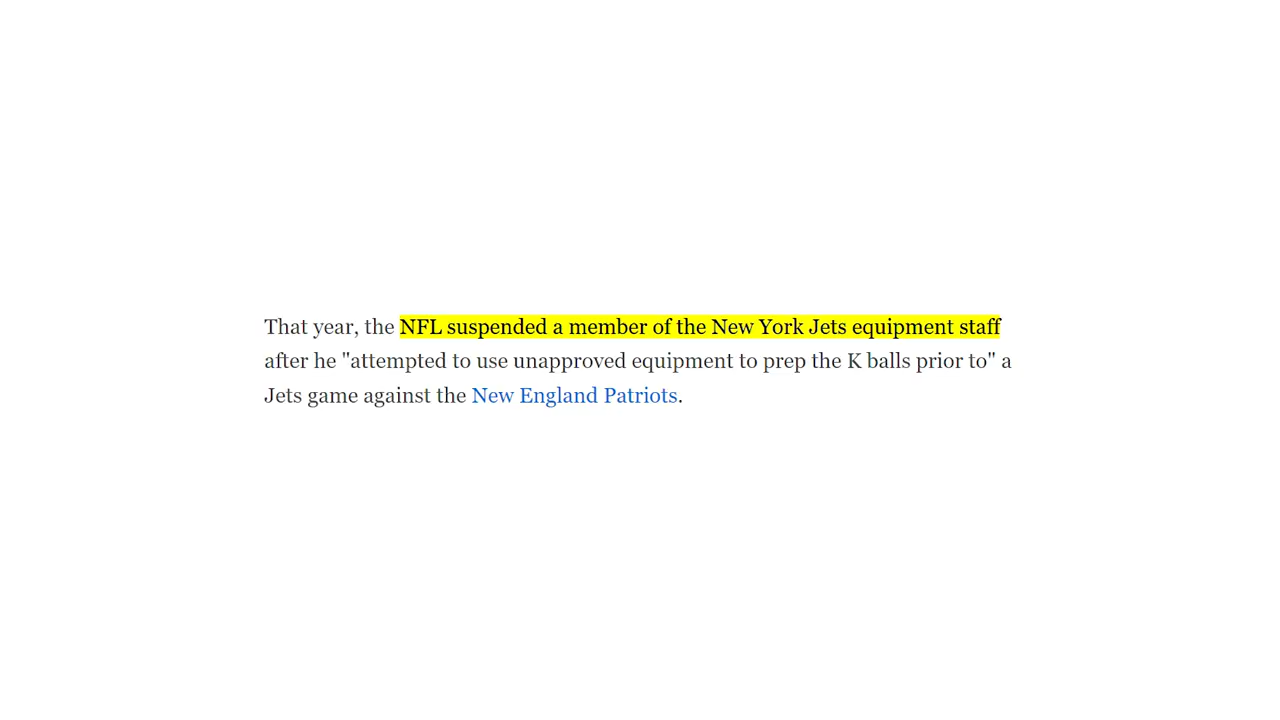 That year, the NFL suspended a member of the New York Jets equipment staff
after he "attempted to use unapproved equipment to prep the K balls prior to" a
Jets game against the New England Patriots.